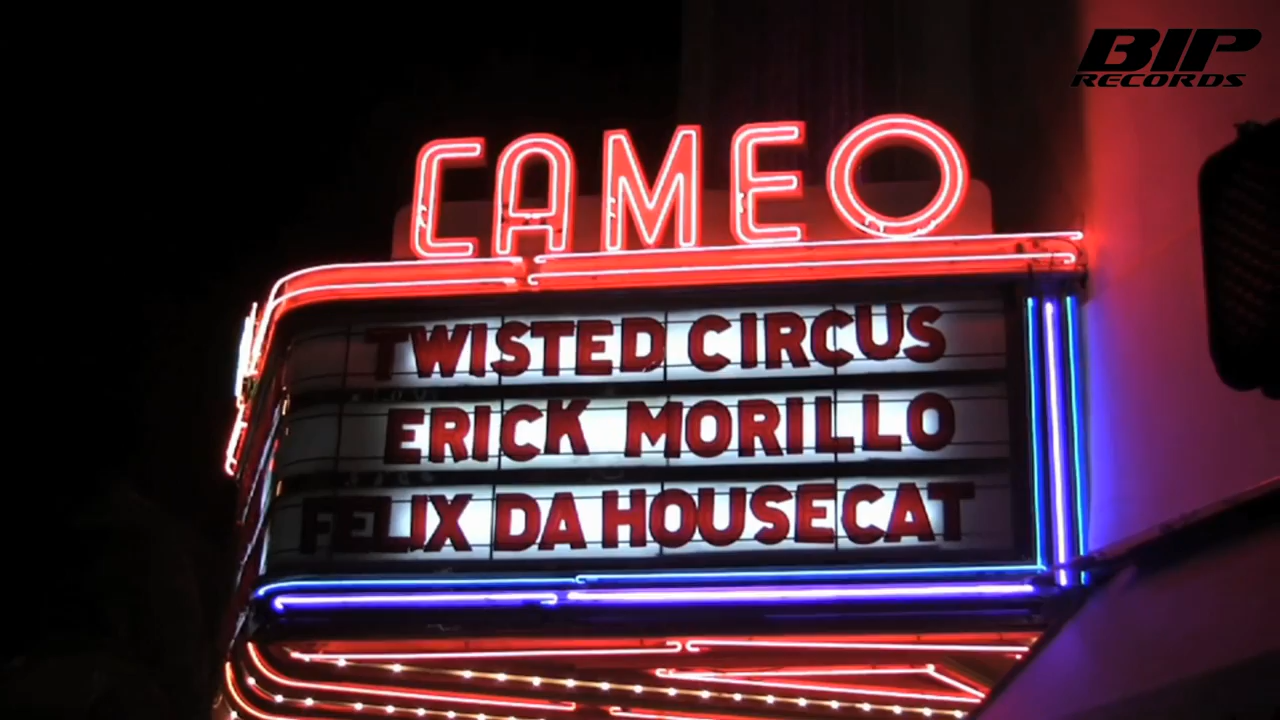 BIP
RECORDS
CAMEO
TWISTED CIRCUS
ERICK MORILLO
FELIX DA HOUSECAT